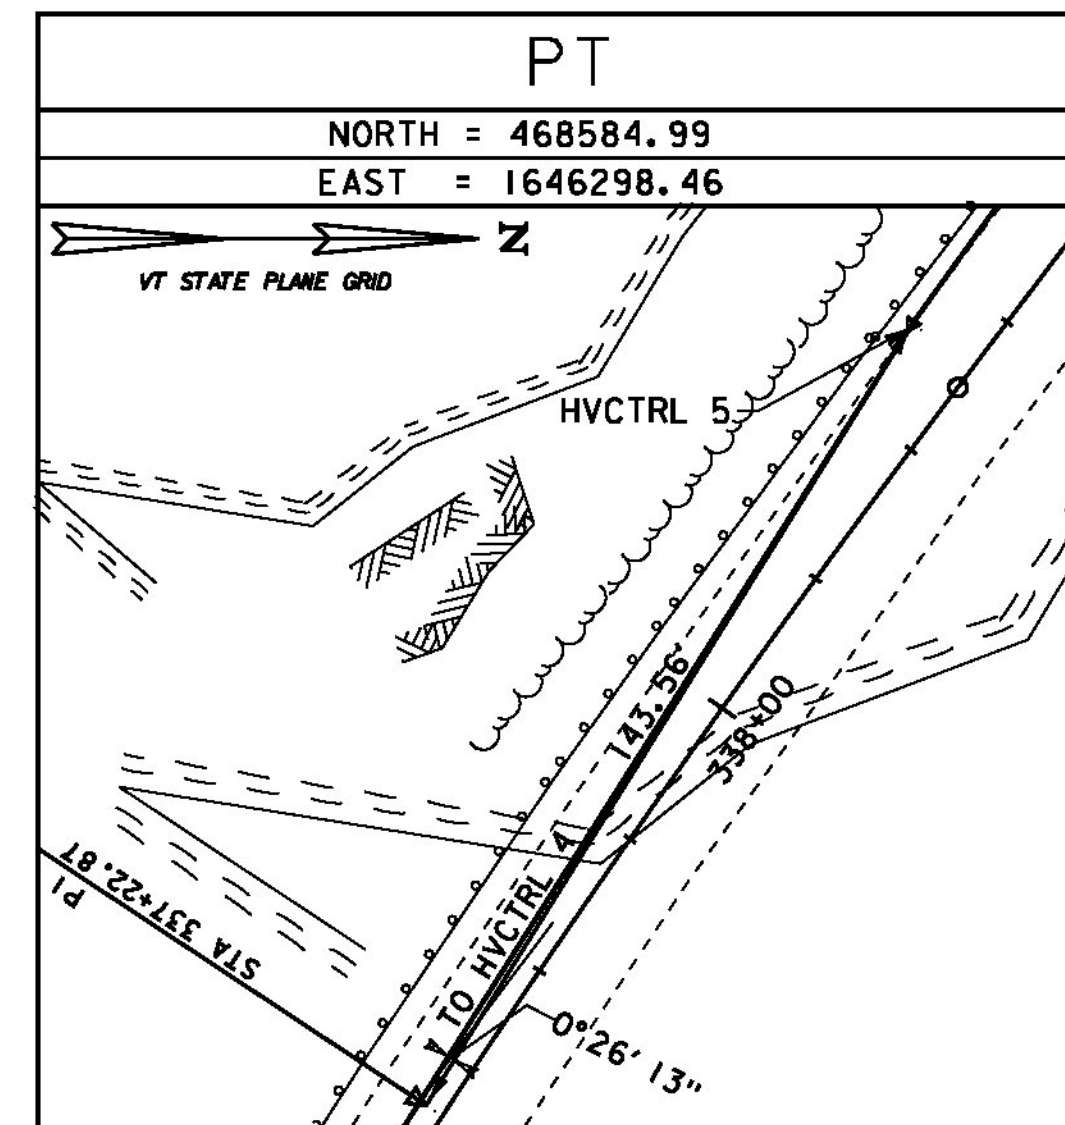 PT
NORTH = 468584.99
EAST = 1646298.46
N
VT STATE PLANE GRID
HVCTRL 5
143.56'
338+00
A TO HVCTRL 4
PI
STA 337+22.87
0°26'13"